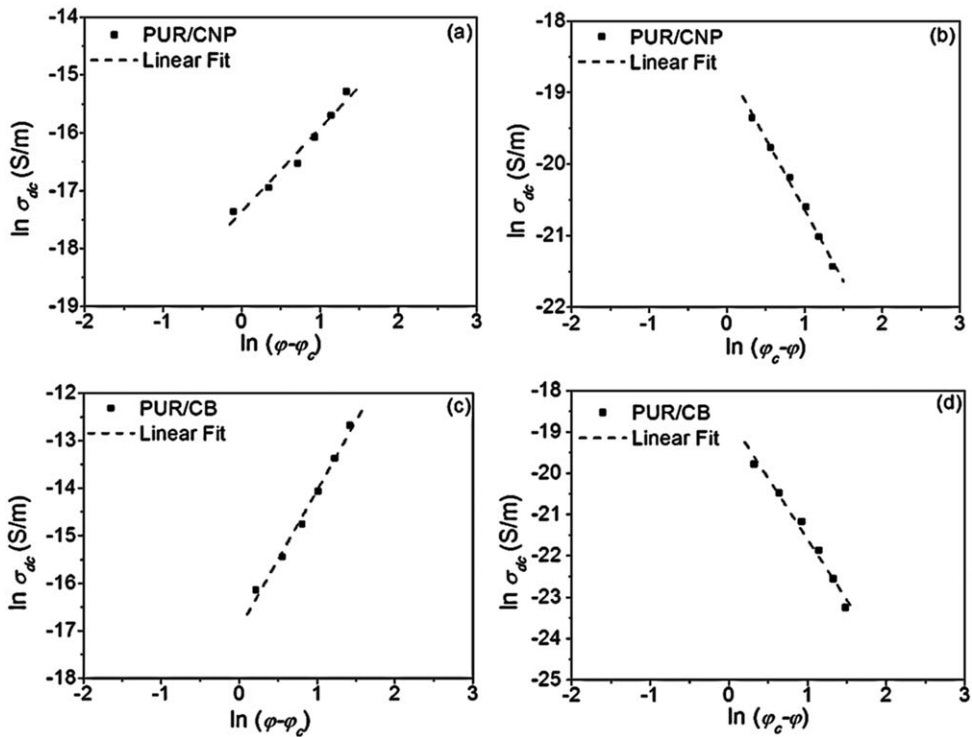 (a)
PUR/CNP
Linear Fit
ln σdc (S/m)
-14
-15
-16
-17
-18
-19
-2 -1 0 1 2 3
ln (φ-φc)
(b)
PUR/CNP
Linear Fit
ln σdc (S/m)
-18
-19
-20
-21
-22
-2 -1 0 1 2 3
ln (φc-φ)
(c)
PUR/CB
Linear Fit
ln σdc (S/m)
-12
-13
-14
-15
-16
-17
-18
-2 -1 0 1 2 3
ln (φ-φc)
(d)
PUR/CB
Linear Fit
ln σdc (S/m)
-18
-19
-20
-21
-22
-23
-24
-25
-2 -1 0 1 2 3
ln (φc-φ)